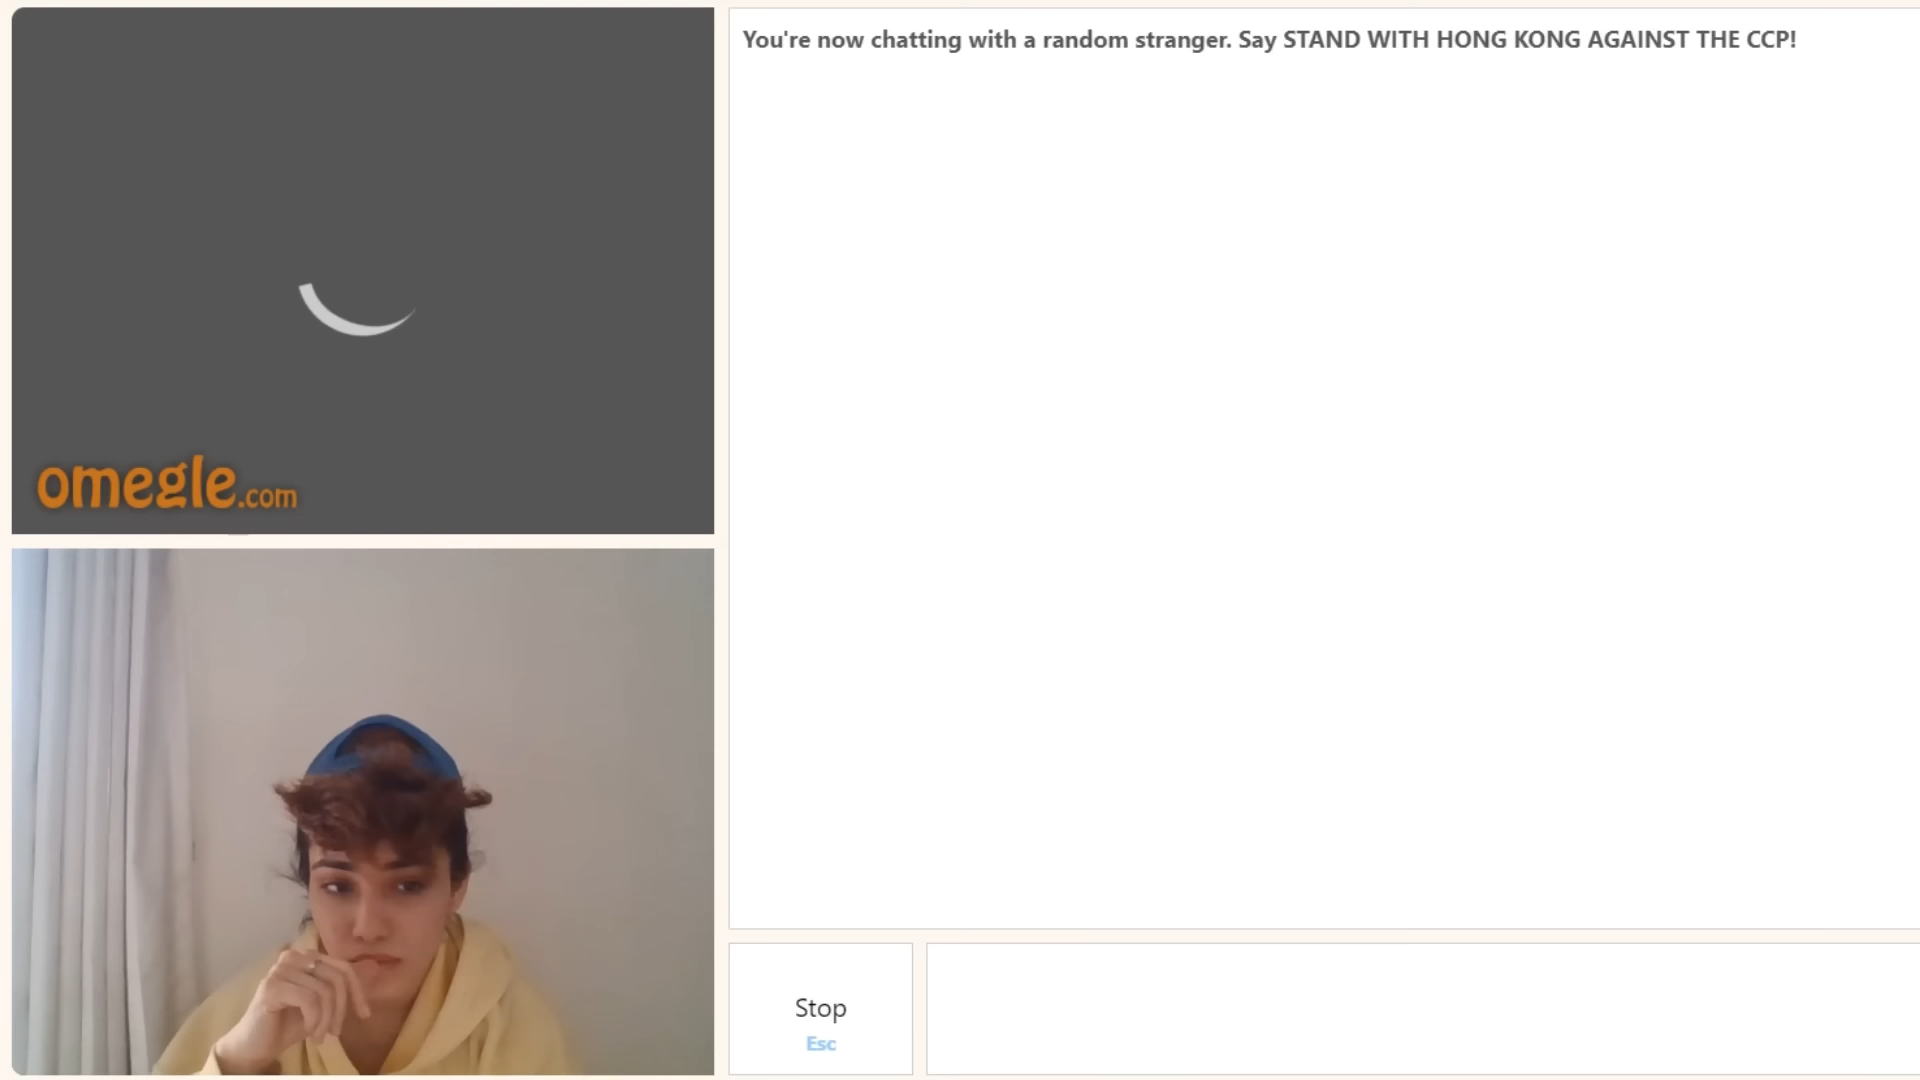 You're now chatting with a random stranger. Say STAND WITH HONG KONG AGAINST THE CCP!
omegle.com
Stop
Esc